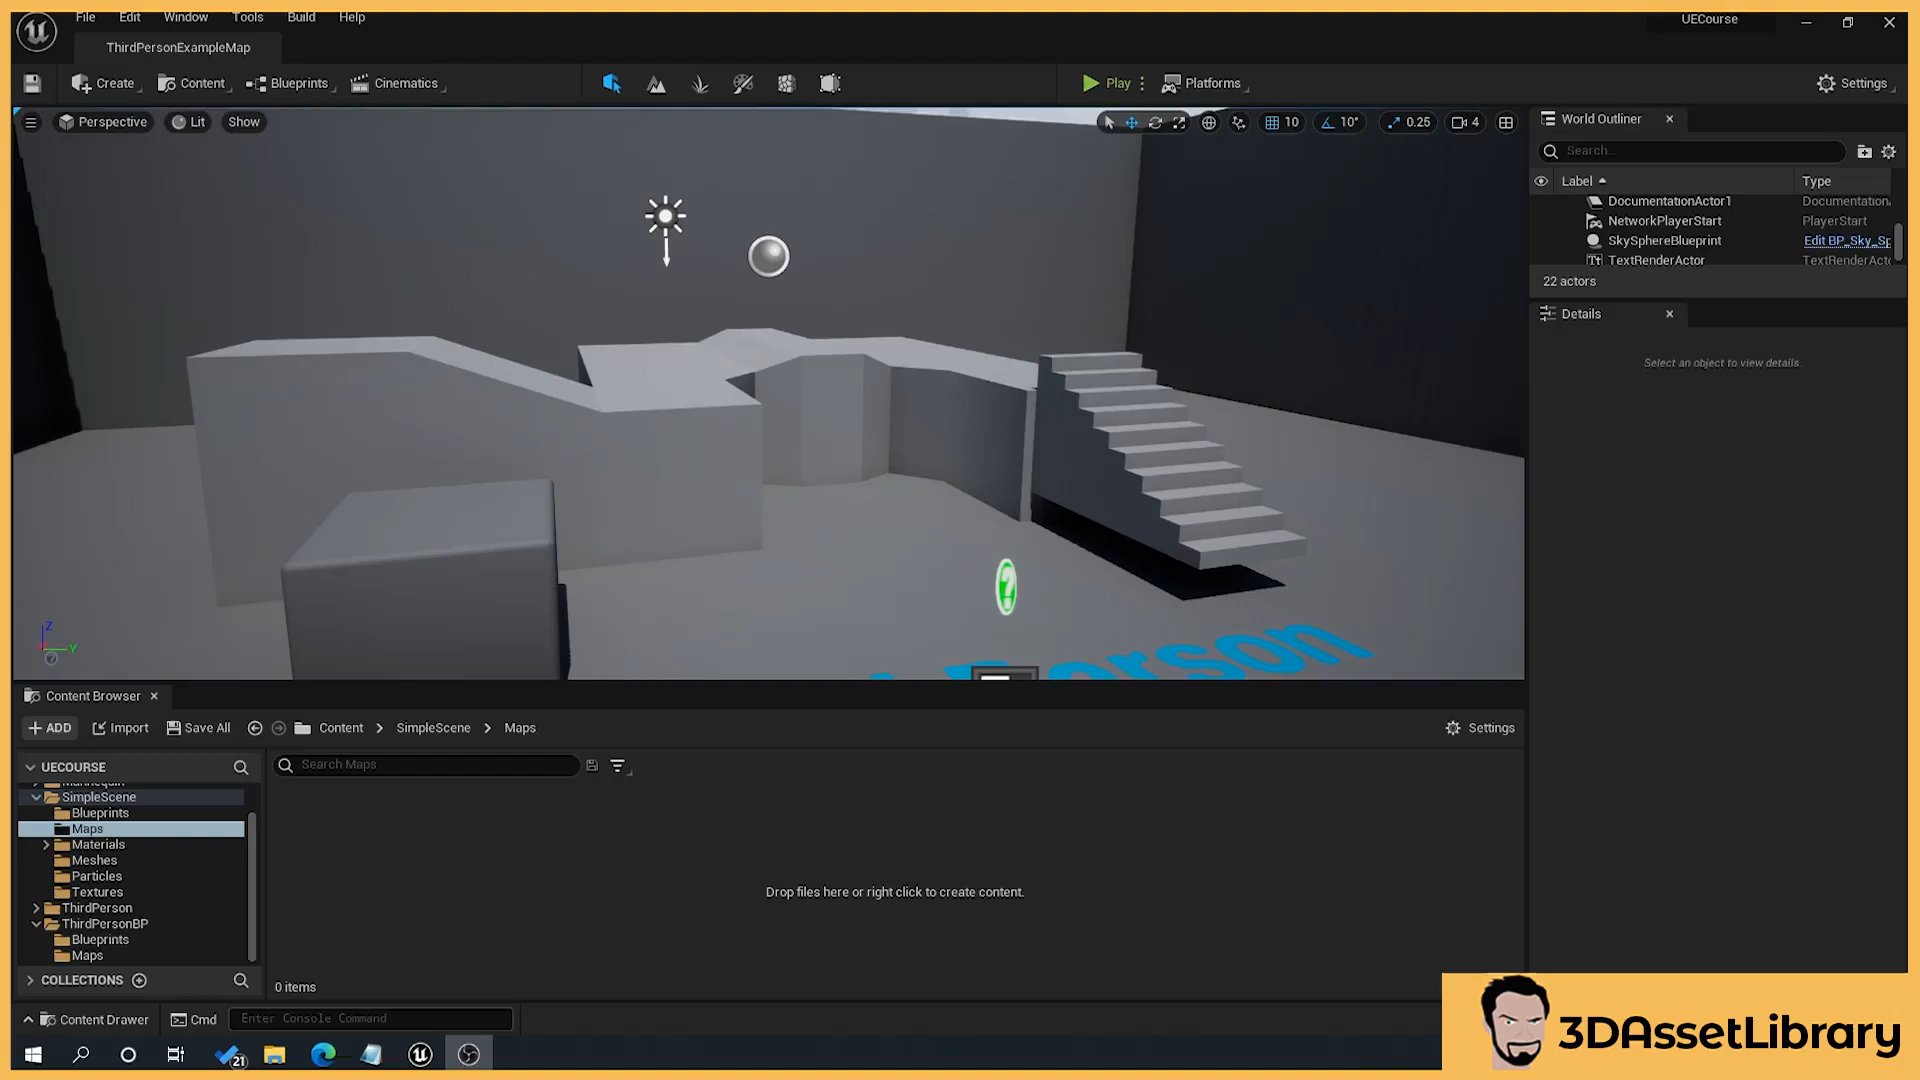 File Edit Window Tools Build Help
UECourse
ThirdPersonExampleMap
Create Content Blueprints Cinematics Play Platforms Settings
Perspective Lit Show 10 10° 0.25 4
World Outliner
Search...
Label Type
DocumentationActor1 Documentation
NetworkPlayerStart PlayerStart
SkySphereBlueprint Edit BP_Sky_Sp
TextRenderActor TextRenderActo
22 actors
Details
Select an object to view details.
?
Person
Z
Y
Content Browser
ADD Import Save All Content SimpleScene Maps Settings
UECOURSE
Search Maps
SimpleScene
Blueprints
Maps
Materials
Meshes
Particles
Textures
ThirdPerson
ThirdPersonBP
Blueprints
Maps
Drop files here or right click to create content.
COLLECTIONS
0 items
Content Drawer Cmd Enter Console Command
21
3DAssetLibrary